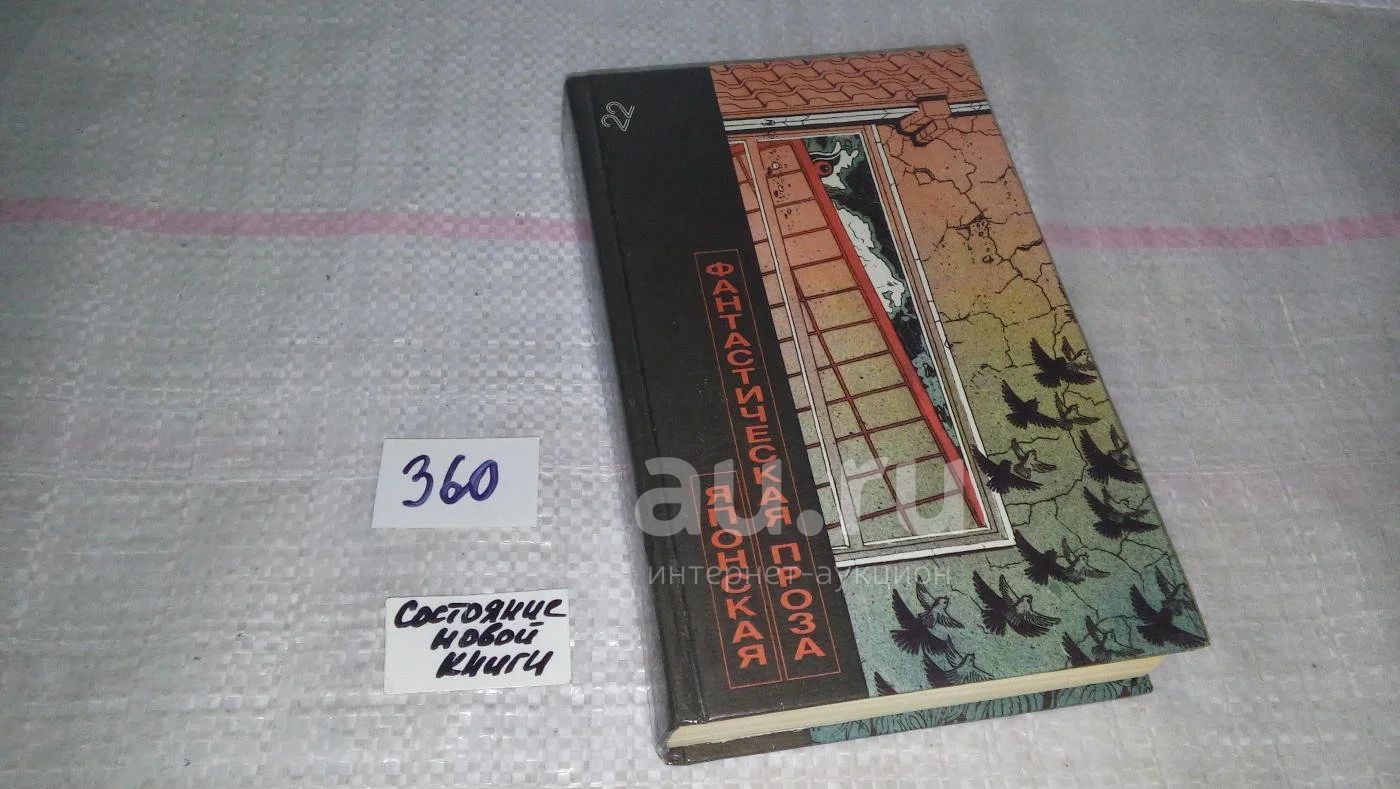 22
ЯПОНСКАЯ
ФАНТАСТИЧЕСКАЯ ПРОЗА
360
Состояние
новой
книги
au.ru
интернет-аукцион